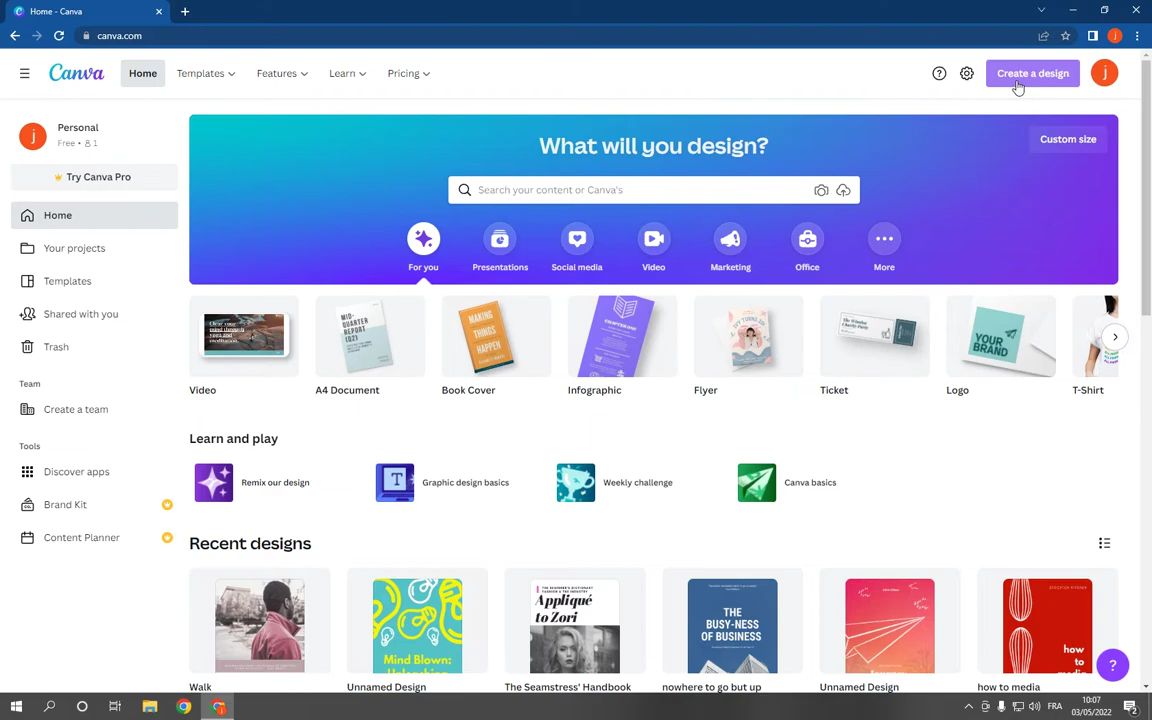 Home - Canva
canva.com
Canva
Home
Templates
Features
Learn
Pricing
Create a design
j
j
Personal
Free • 1
Try Canva Pro
Home
Your projects
Templates
Shared with you
Trash
Team
Create a team
Tools
Discover apps
Brand Kit
Content Planner
What will you design?
Custom size
Search your content or Canva's
For you
Presentations
Social media
Video
Marketing
Office
More
MID-
QUARTER
REPORT
1Q21
MAKING
THINGS
HAPPEN
YOUR
BRAND
Video
A4 Document
Book Cover
Infographic
Flyer
Ticket
Logo
T-Shirt
Learn and play
Remix our design
T
Graphic design basics
Weekly challenge
Canva basics
Recent designs
Mind Blown:
Appliqué
to Zori
THE
BUSY-NESS
OF BUSINESS
how
to
Walk
Unnamed Design
The Seamstress' Handbook
nowhere to go but up
Unnamed Design
how to media
?
FRA
10:07
03/05/2022
2